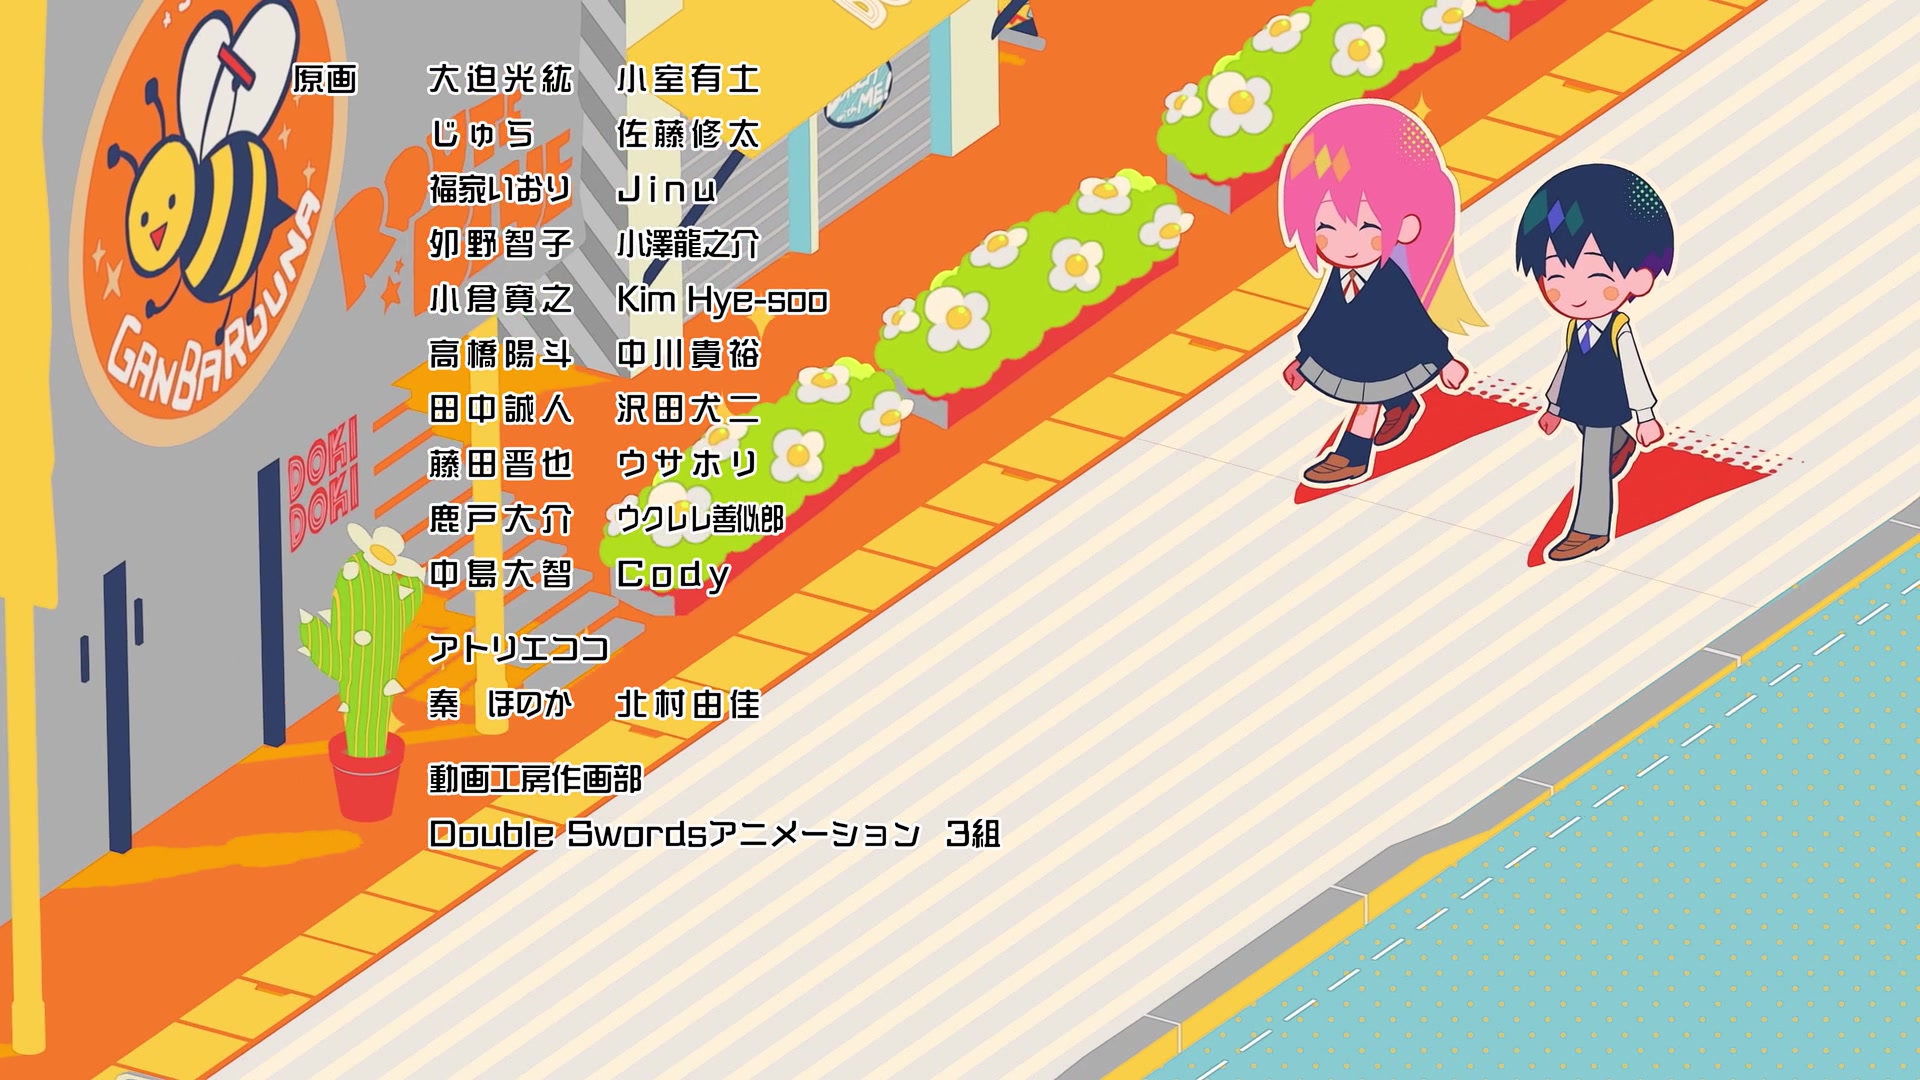 原画 大迫光紘 小室有士
じゅら 佐藤修太
福家いおり Jinu
卯野智子 小澤龍之介
小倉寛之 Kim Hye-soo
高橋陽斗 中川貴裕
田中誠人 沢田犬二
藤田晋也 ウサホリ
鹿戸大介 ウクレレ善似郎
中島大智 Cody
アトリエココ
秦 ほのか 北村由佳
動画工房作画部
Double Swordsアニメーション 3組
GANBAROUNA
DOKI
DOKI
with ME!